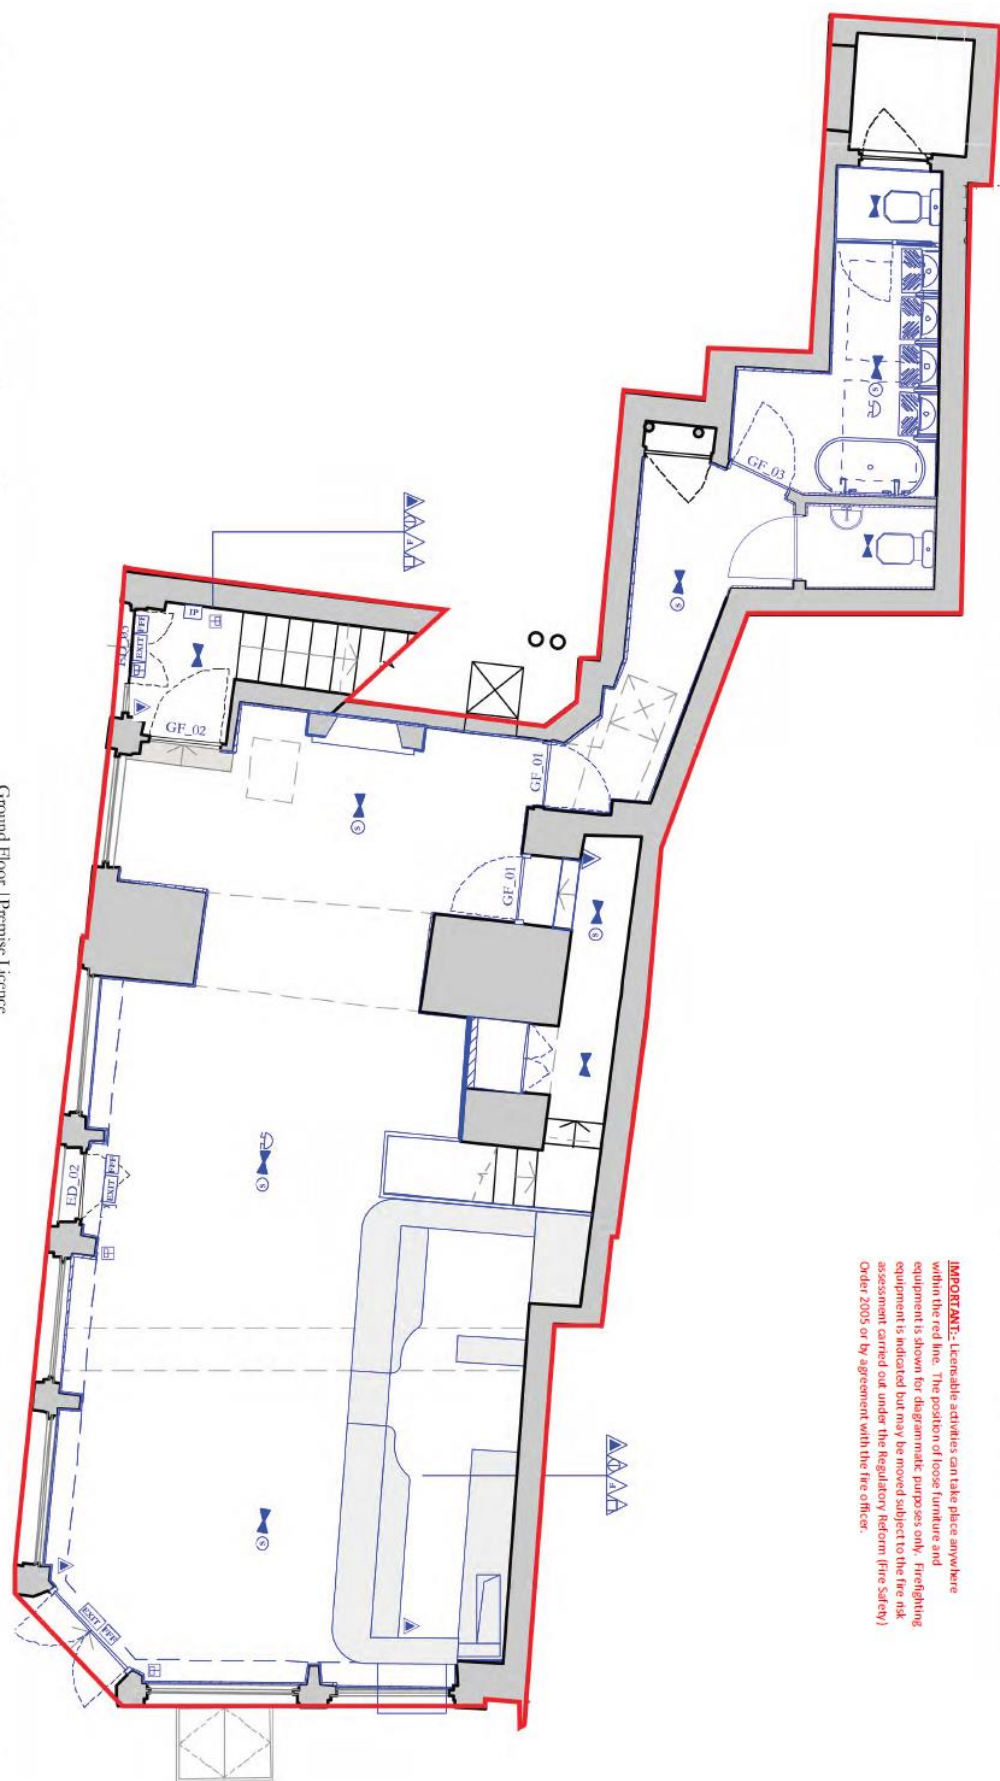 IMPORTANT:- Licensable activities can take place anywhere
within the red line. The position of loose furniture and
equipment is shown for diagrammatic purposes only. Firefighting
equipment is indicated but may be moved subject to the fire risk
assessment carried out under the Regulatory Reform (Fire Safety)
Order 2005 or by agreement with the fire officer.
GF_03
S
S
GF_01
GF_01
S
S
IP
EXIT FFF
GF_02
F
S
ED_02
EXIT FFF
S
F
EXIT FFF
Ground Floor | Premise Licence